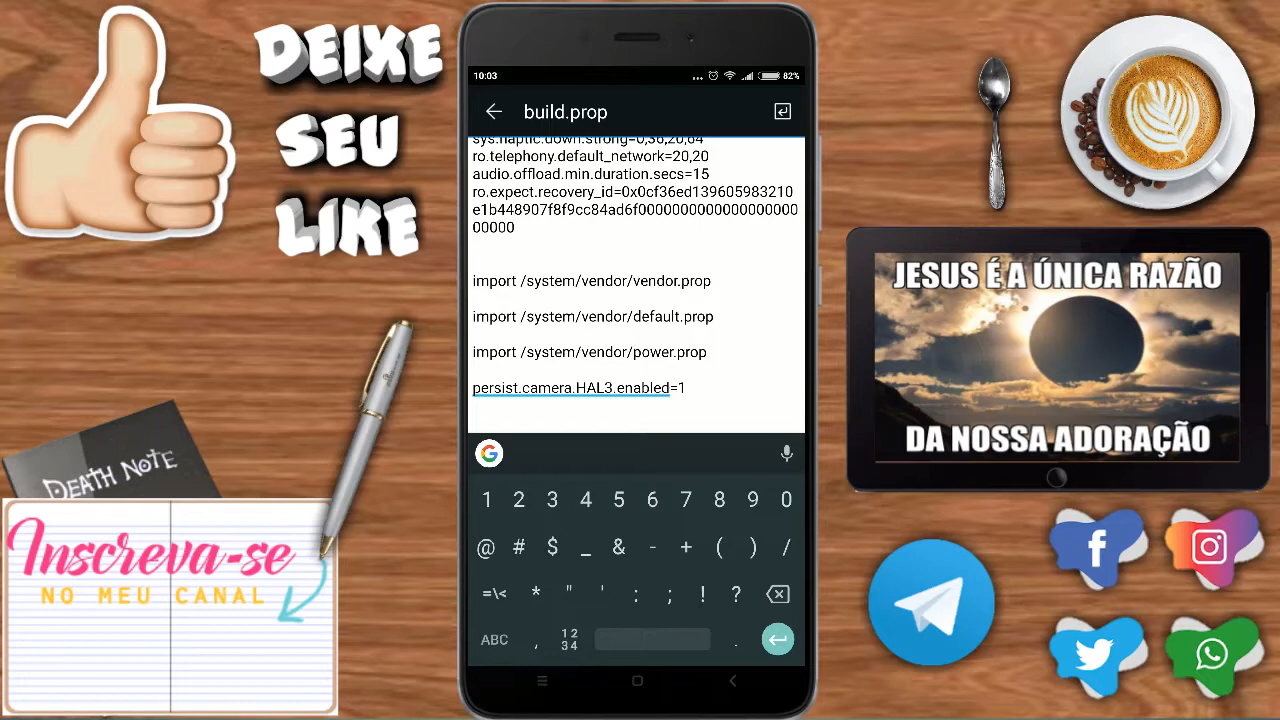 DEIXE
SEU
LIKE
DEATH NOTE
Inscreva-se
NO MEU CANAL
10:03
82%
build.prop
sys.haptic.down.strong=0,38,20,64
ro.telephony.default_network=20,20
audio.offload.min.duration.secs=15
ro.expect.recovery_id=0x0cf36ed139605983210
e1b448907f8f9cc84ad6f0000000000000000000
00000
import /system/vendor/vendor.prop
import /system/vendor/default.prop
import /system/vendor/power.prop
persist.camera.HAL3.enabled=1
G
1 2 3 4 5 6 7 8 9 0
@ # $ _ & - + ( ) /
=\< * " ' : ; ! ?
ABC , 12 .
34
JESUS É A ÚNICA RAZÃO
DA NOSSA ADORAÇÃO